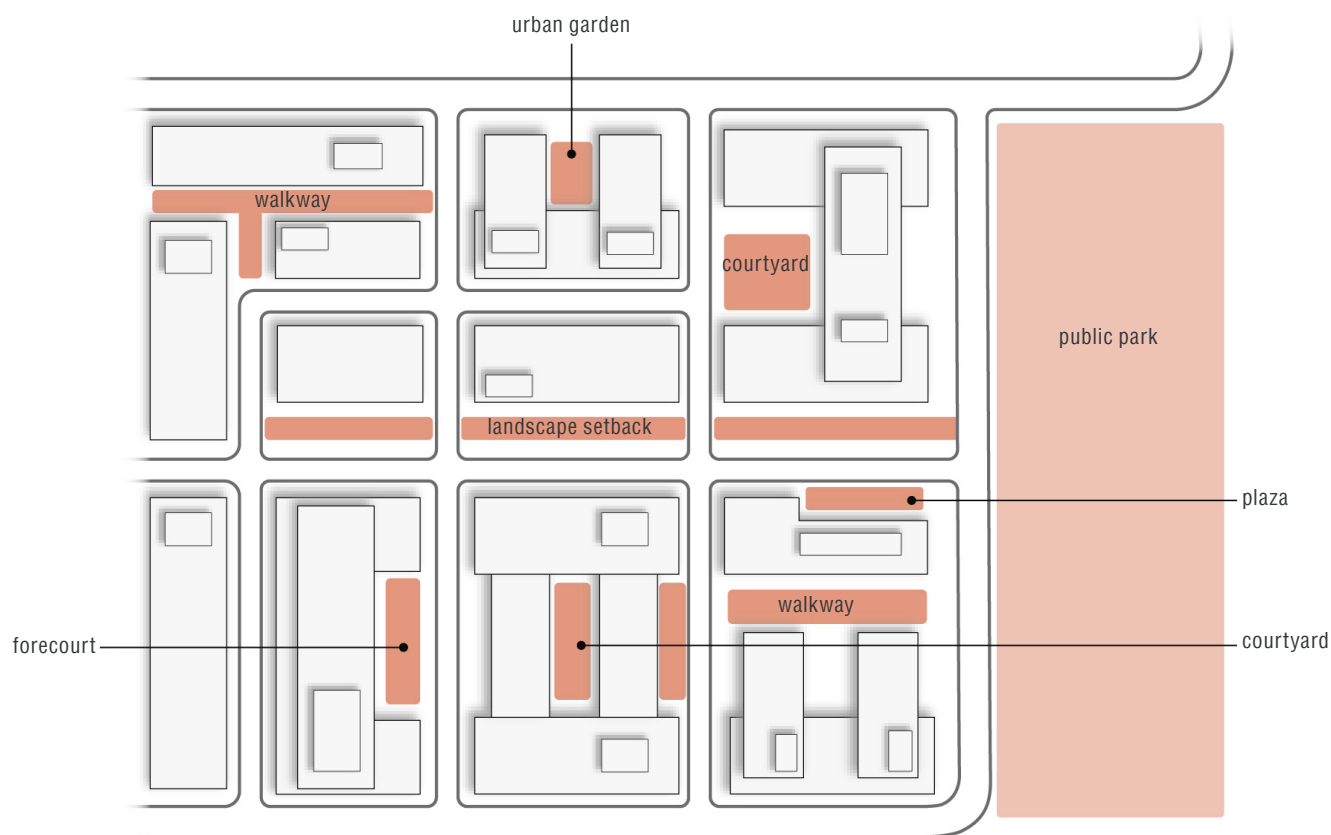 urban garden
walkway
courtyard
public park
landscape setback
plaza
walkway
forecourt
courtyard